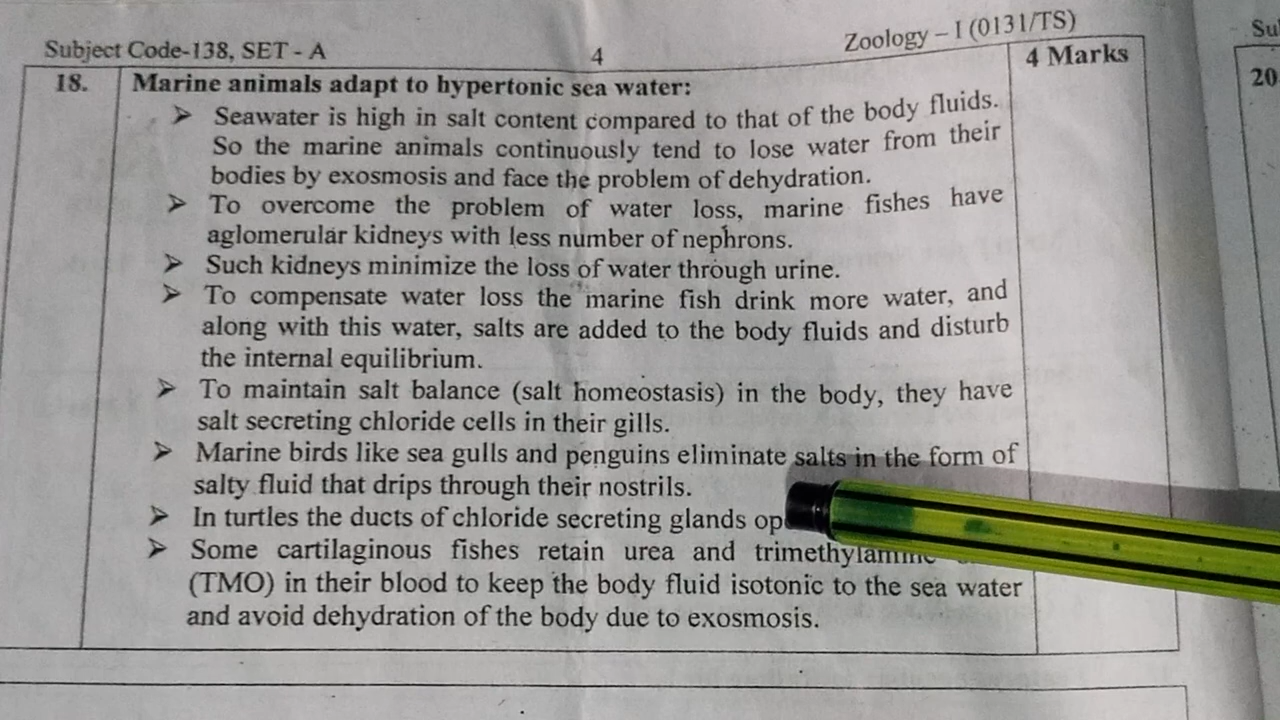 Subject Code-138, SET - A 4 Zoology – I (0131/TS)
18. Marine animals adapt to hypertonic sea water: 4 Marks
➢ Seawater is high in salt content compared to that of the body fluids.
So the marine animals continuously tend to lose water from their
bodies by exosmosis and face the problem of dehydration.
➢ To overcome the problem of water loss, marine fishes have
aglomerular kidneys with less number of nephrons.
➢ Such kidneys minimize the loss of water through urine.
➢ To compensate water loss the marine fish drink more water, and
along with this water, salts are added to the body fluids and disturb
the internal equilibrium.
➢ To maintain salt balance (salt homeostasis) in the body, they have
salt secreting chloride cells in their gills.
➢ Marine birds like sea gulls and penguins eliminate salts in the form of
salty fluid that drips through their nostrils.
➢ In turtles the ducts of chloride secreting glands
➢ Some cartilaginous fishes retain urea and trimethylamine
(TMO) in their blood to keep the body fluid isotonic to the sea water
and avoid dehydration of the body due to exosmosis.
Su
20